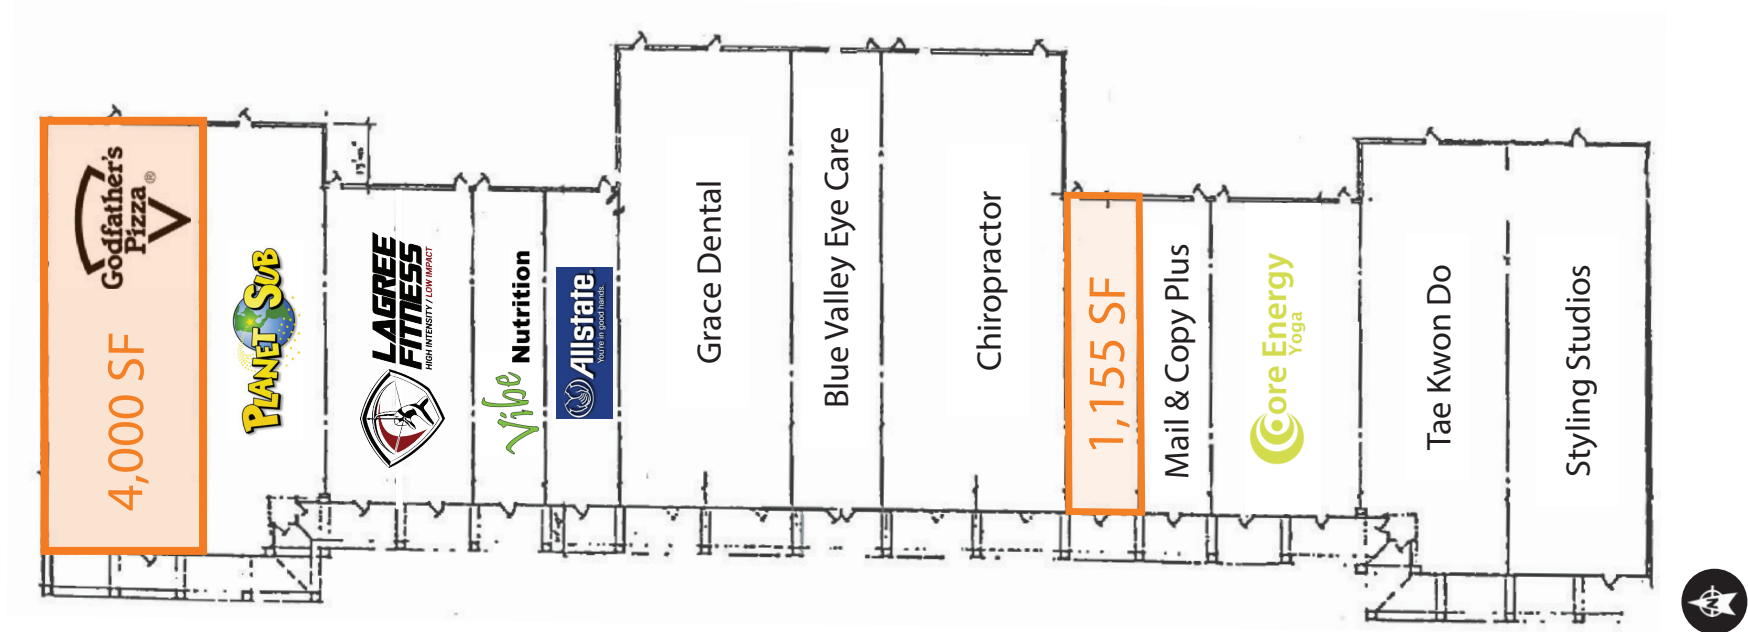 Godfather's
Pizza®
4,000 SF
PLANET SUB
LAGREE
FITNESS
HIGH INTENSITY / LOW IMPACT
Vibe Nutrition
Allstate.
You're in good hands.
Grace Dental
Blue Valley Eye Care
Chiropractor
1,155 SF
Mail & Copy Plus
Core Energy
Yoga
Tae Kwon Do
Styling Studios
N